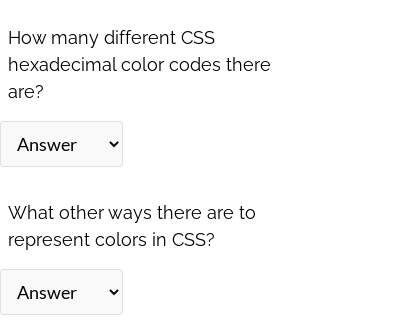 How many different CSS
hexadecimal color codes there
are?
Answer
What other ways there are to
represent colors in CSS?
Answer